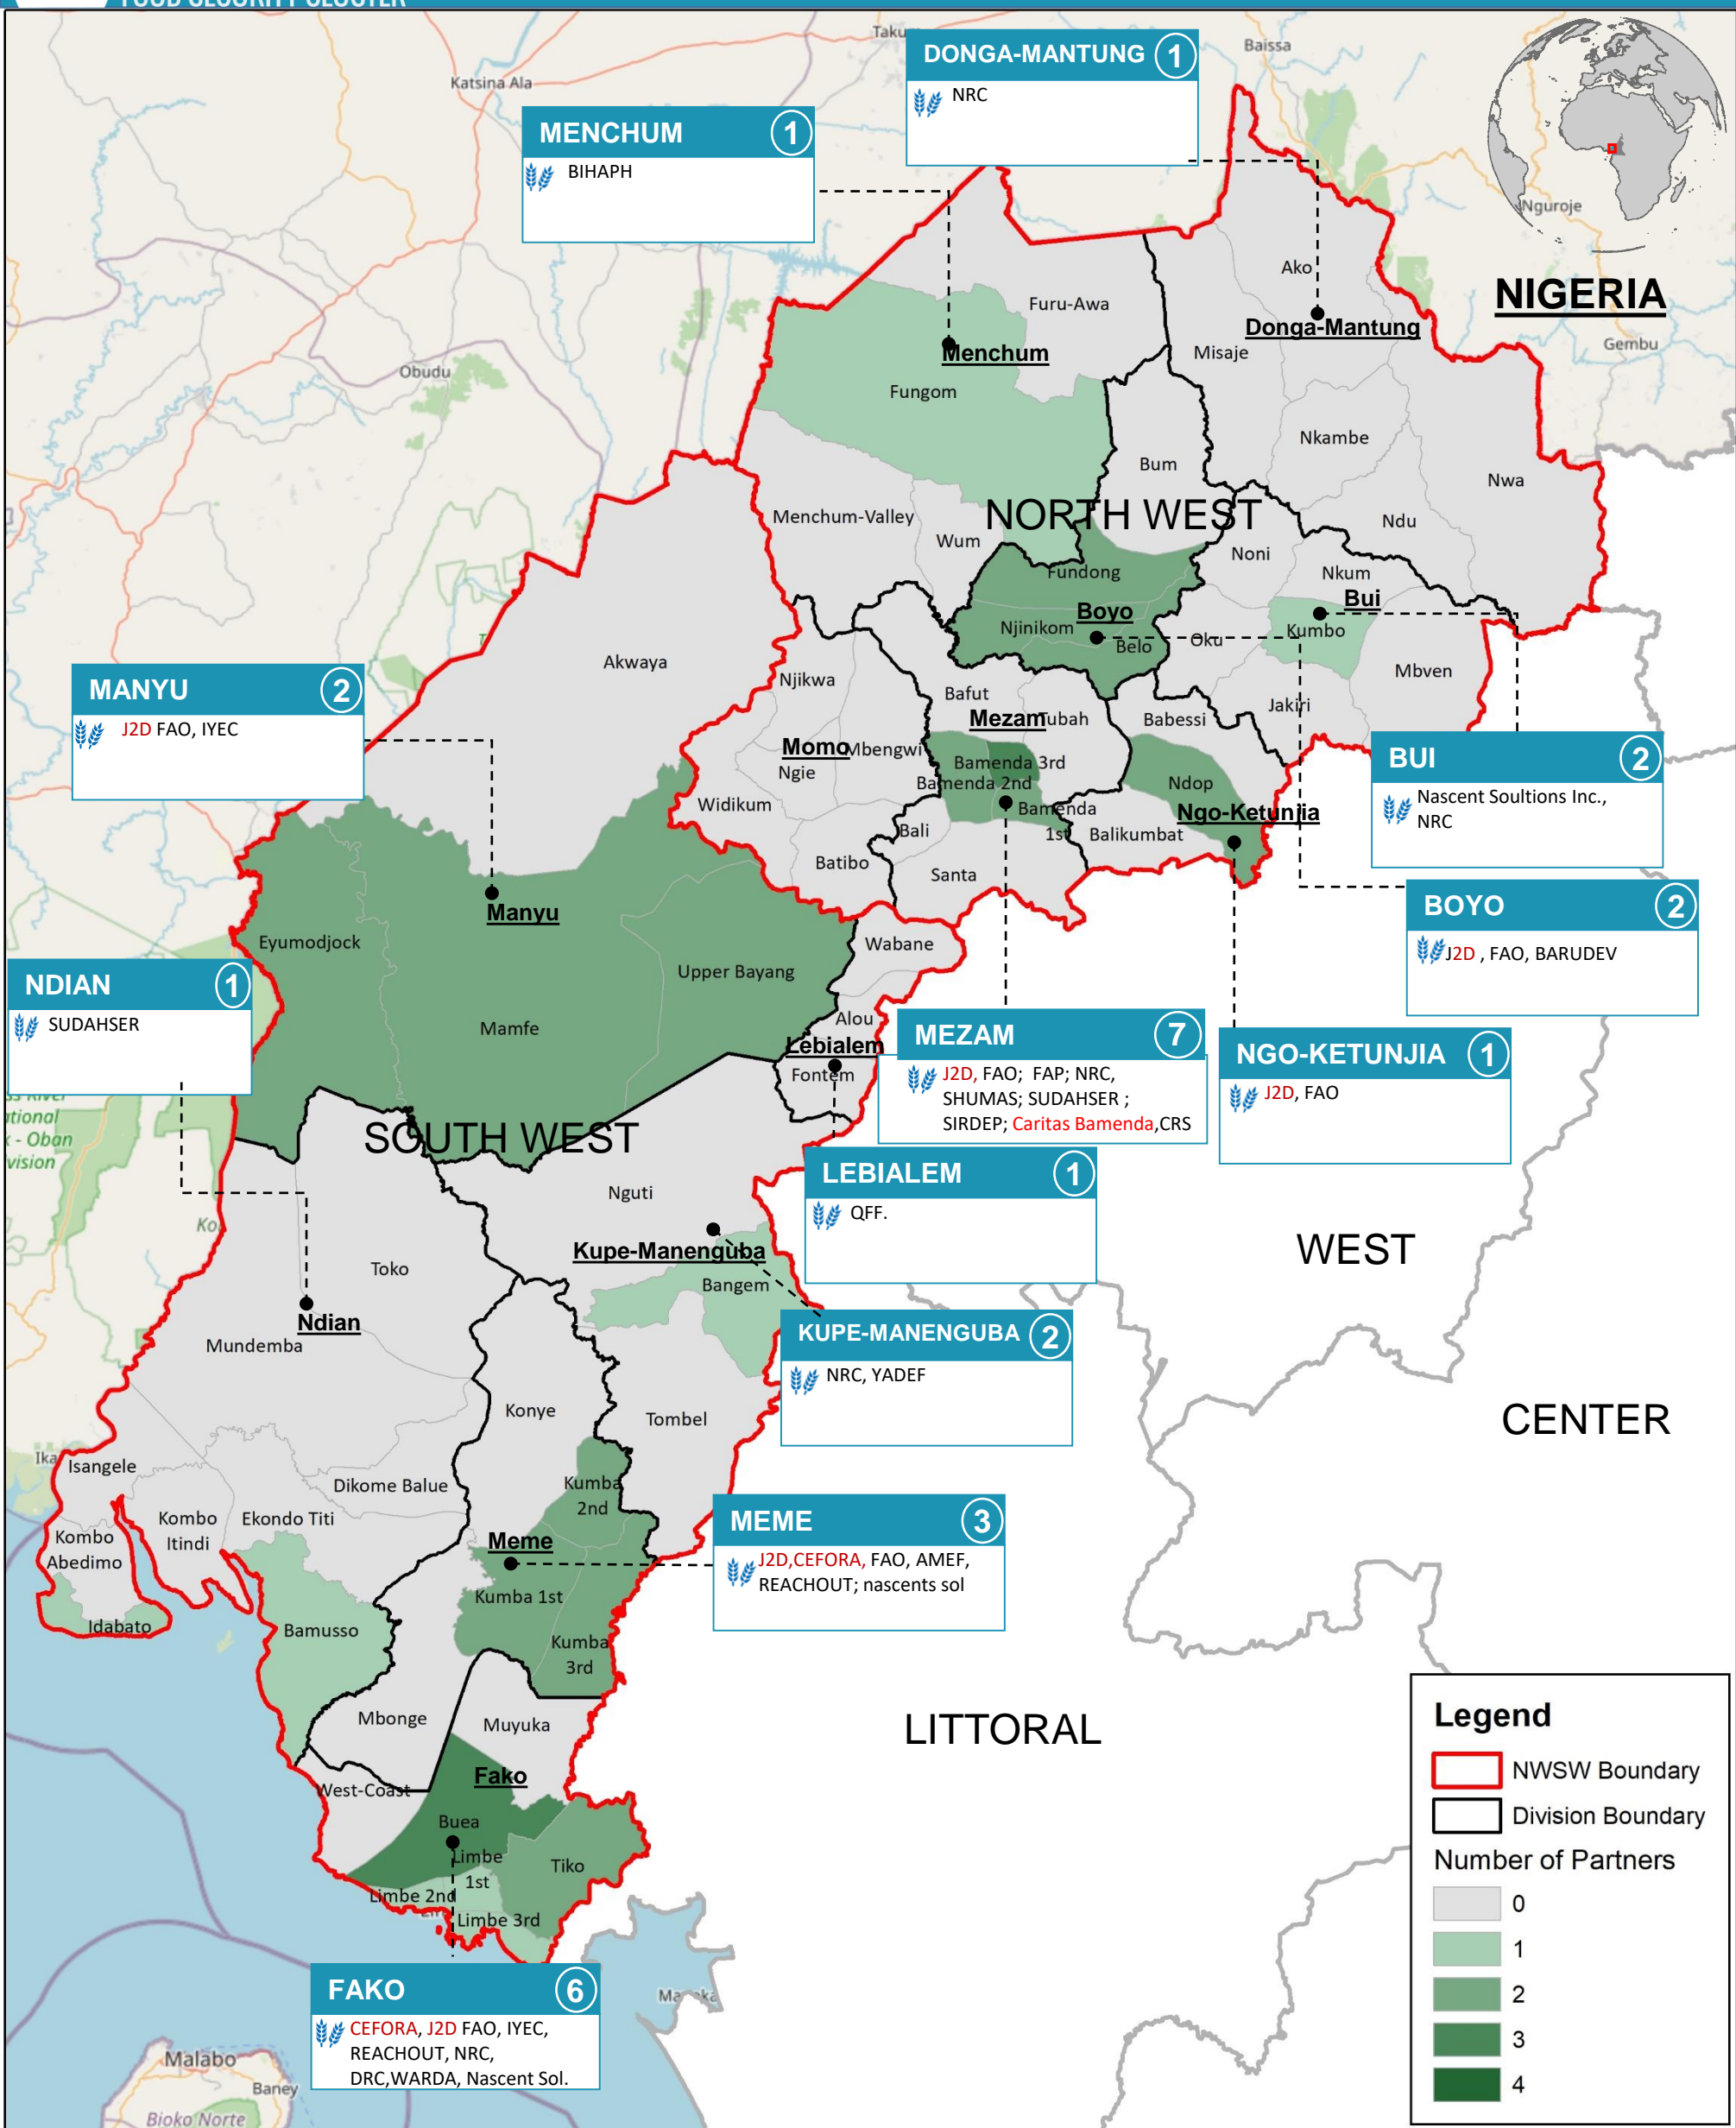 FOOD SECURITY CLUSTER
Katsina Ala
Baissa
DONGA-MANTUNG 1
NRC
MENCHUM 1
BIHAPH
Nguroje
NIGERIA
Gembu
Obudu
Ako
Furu-Awa
Donga-Mantung
Misaje
Menchum
Fungom
Nkambe
Bum
Nwa
NORTH WEST
Menchum-Valley
Ndu
Wum
Noni
Fundong
Nkum
Bui
Boyo
Njinikom
Kumbo
Belo
Oku
Akwaya
Mbven
MANYU 2
J2D FAO, IYEC
Njikwa
Bafut
Jakiri
Mezam
Tubah
Babessi
Momo
Mbengwi
Ngie
Bamenda 3rd
Bamenda 2nd
Ndop
Widikum
Bamenda
1st
Ngo-Ketunjia
Bali
Balikumbat
Batibo
Santa
BUI 2
Nascent Soultions Inc.,
NRC
BOYO 2
J2D , FAO, BARUDEV
Manyu
Eyumodjock
Wabane
Upper Bayang
NDIAN 1
SUDAHSER
Mamfe
Alou
Lebialem
Fontem
MEZAM 7
J2D, FAO; FAP; NRC,
SHUMAS; SUDAHSER ;
SIRDEP; Caritas Bamenda,CRS
NGO-KETUNJIA 1
J2D, FAO
ational
- Oban
vision
SOUTH WEST
LEBIALEM 1
QFF.
Nguti
Kupe-Manenguba
Bangem
WEST
Toko
Ndian
Mundemba
KUPE-MANENGUBA 2
NRC, YADEF
Konye
Tombel
CENTER
Isangele
Dikome Balue
Kumba
2nd
Kombo
Itindi
Ekondo Titi
Kombo
Abedimo
Meme
MEME 3
J2D,CEFORA, FAO, AMEF,
REACHOUT; nascents sol
Kumba 1st
Idabato
Bamusso
Kumba
3rd
Mbonge
Muyuka
LITTORAL
Fako
West-Coast
Buea
Limbe
1st
Tiko
Limbe 2nd
Limbe 3rd
FAKO 6
CEFORA, J2D FAO, IYEC,
REACHOUT, NRC,
DRC,WARDA, Nascent Sol.
Malabo
Baney
Bioko Norte
Legend
NWSW Boundary
Division Boundary
Number of Partners
0
1
2
3
4